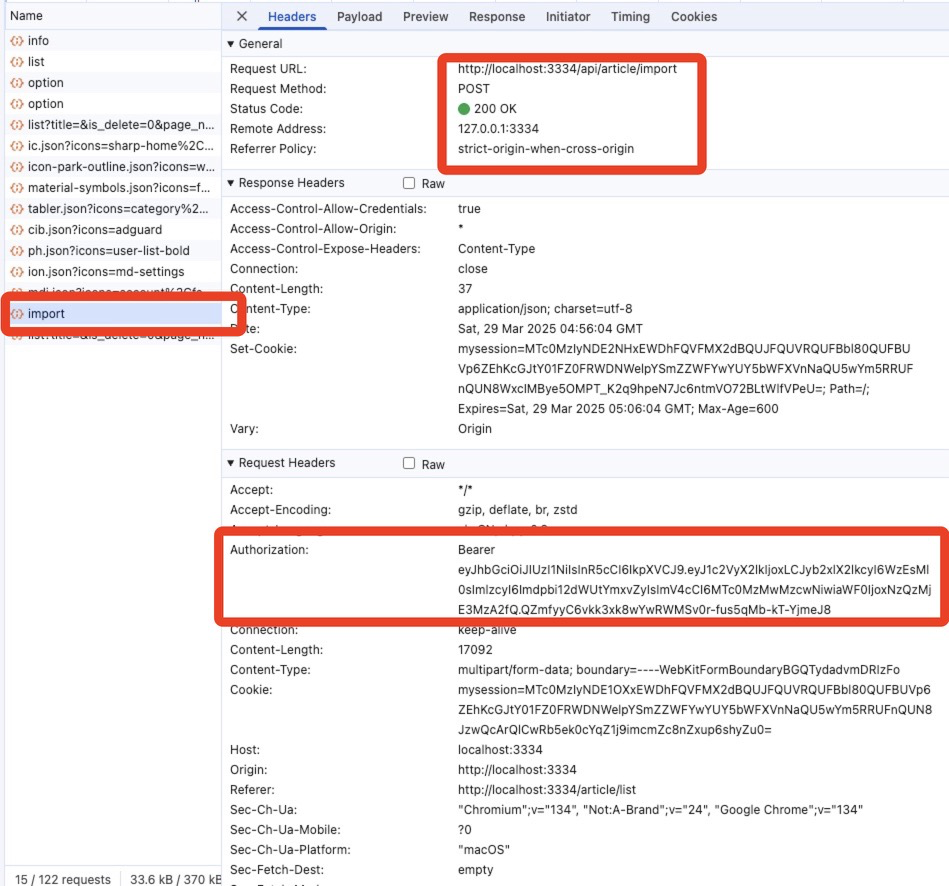 Name
Headers Payload Preview Response Initiator Timing Cookies
info
list
option
option
list?title=&is_delete=0&page_n...
ic.json?icons=sharp-home%2C...
icon-park-outline.json?icons=w...
material-symbols.json?icons=f...
tabler.json?icons=category%2...
cib.json?icons=adguard
ph.json?icons=user-list-bold
ion.json?icons=md-settings
import
list?title=&is_delete=0&page_n...
15 / 122 requests 33.6 kB / 370 kB
General
Request URL: http://localhost:3334/api/article/import
Request Method: POST
Status Code: 200 OK
Remote Address: 127.0.0.1:3334
Referrer Policy: strict-origin-when-cross-origin
Response Headers Raw
Access-Control-Allow-Credentials: true
Access-Control-Allow-Origin: *
Access-Control-Expose-Headers: Content-Type
Connection: close
Content-Length: 37
Content-Type: application/json; charset=utf-8
Date: Sat, 29 Mar 2025 04:56:04 GMT
Set-Cookie: mysession=MTc0MzIyNDE2NHxEWDhFQVFMX2dBQUJFQUVRQUFBbl80QUFBU
Vp6ZEhKcGJtY01FZ0FRWDNWelpYSmZZWFYwYUY5bWFXVnNaQU5wYm5RRUF
nQUN8WxclMBye5OMPT_K2q9hpeN7Jc6ntmVO72BLtWlfVPeU=; Path=/;
Expires=Sat, 29 Mar 2025 05:06:04 GMT; Max-Age=600
Vary: Origin
Request Headers Raw
Accept: */*
Accept-Encoding: gzip, deflate, br, zstd
Authorization: Bearer
eyJhbGciOiJIUzI1NiIsInR5cCI6IkpXVCJ9.eyJ1c2VyX2lkIjoxLCJyb2xlX2lkcyI6WzEsMl
0sImlzcyI6Imdpbi12dWUtYmxvZyIsImV4cCI6MTc0MzMwMzcwNiwiaWF0IjoxNzQzMj
E3MzA2fQ.QZmfyyC6vkk3xk8wYwRWMSv0r-fus5qMb-kT-YjmeJ8
Connection: keep-alive
Content-Length: 17092
Content-Type: multipart/form-data; boundary=----WebKitFormBoundaryBGQTydadvmDRlzFo
Cookie: mysession=MTc0MzIyNDE1OXxEWDhFQVFMX2dBQUJFQUVRQUFBbl80QUFBUVp6
ZEhKcGJtY01FZ0FRWDNWelpYSmZZWFYwYUY5bWFXVnNaQU5wYm5RRUFnQUN8
JzwQcArQICwRb5ek0cYqZ1j9imcmZc8nZxup6shyZu0=
Host: localhost:3334
Origin: http://localhost:3334
Referer: http://localhost:3334/article/list
Sec-Ch-Ua: "Chromium";v="134", "Not:A-Brand";v="24", "Google Chrome";v="134"
Sec-Ch-Ua-Mobile: ?0
Sec-Ch-Ua-Platform: "macOS"
Sec-Fetch-Dest: empty